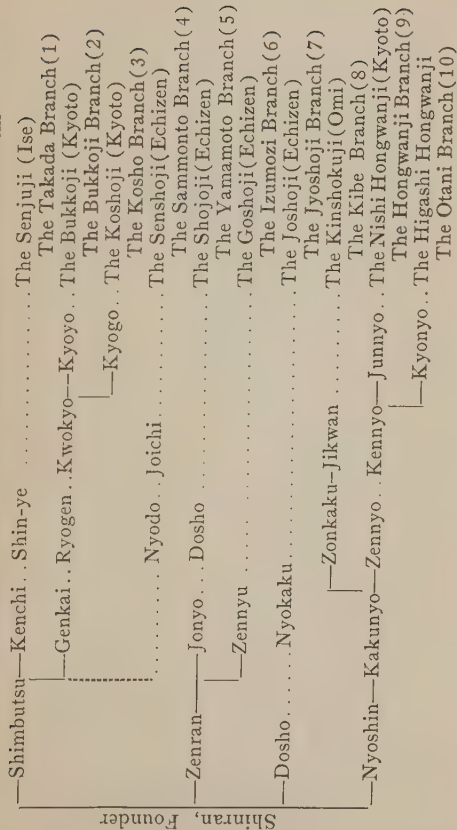 Shinran, Founder
—Shimbutsu—Kenchi..Shin-ye ............ The Senjuji (Ise)
The Takada Branch(1)
—Genkai..Ryogen..Kwokyo—Kyoyo..The Bukkoji (Kyoto)
The Bukkoji Branch(2)
—Kyogo...The Koshoji (Kyoto)
The Kosho Branch(3)
..........Nyodo..Joichi............The Senshoji(Echizen)
The Sammonto Branch(4)
—Zenran——Jonyo...Dosho............The Shojoji(Echizen)
The Yamamoto Branch(5)
—Zennyu............The Goshoji(Echizen)
The Izumozi Branch(6)
—Dosho.......Nyokaku............The Joshoji(Echizen)
The Jyoshoji Branch(7)
—Zonkaku–Jikwan..........The Kinshokuji(Omi)
The Kibe Branch(8)
—Nyoshin—Kakunyo—Zennyo..Kennyo—Junnyo..The Nishi Hongwanji(Kyoto)
The Hongwanji Branch(9)
—Kyonyo..The Higashi Hongwanji
The Otani Branch(10)